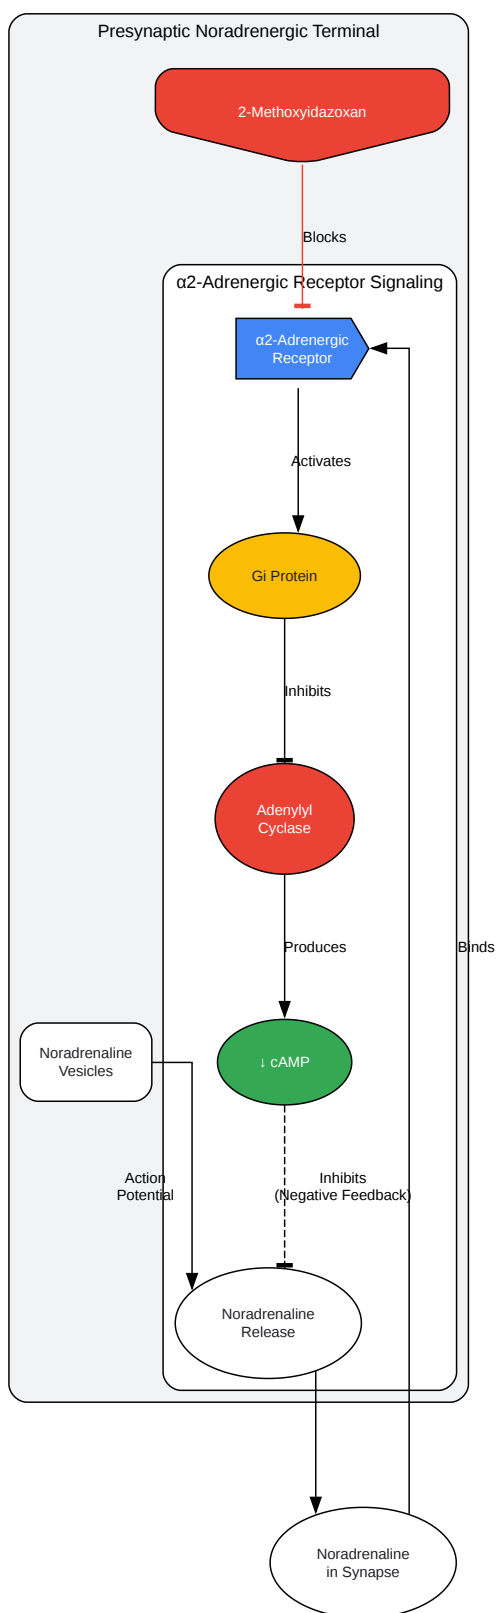 Presynaptic Noradrenergic Terminal
2-Methoxyidazoxan
Blocks
α2-Adrenergic Receptor Signaling
α2-Adrenergic
Receptor
Activates
Gi Protein
Inhibits
Adenylyl
Cyclase
Produces
Binds
Noradrenaline
Vesicles
↓ cAMP
Action
Potential
Inhibits
(Negative Feedback)
Noradrenaline
Release
Noradrenaline
in Synapse